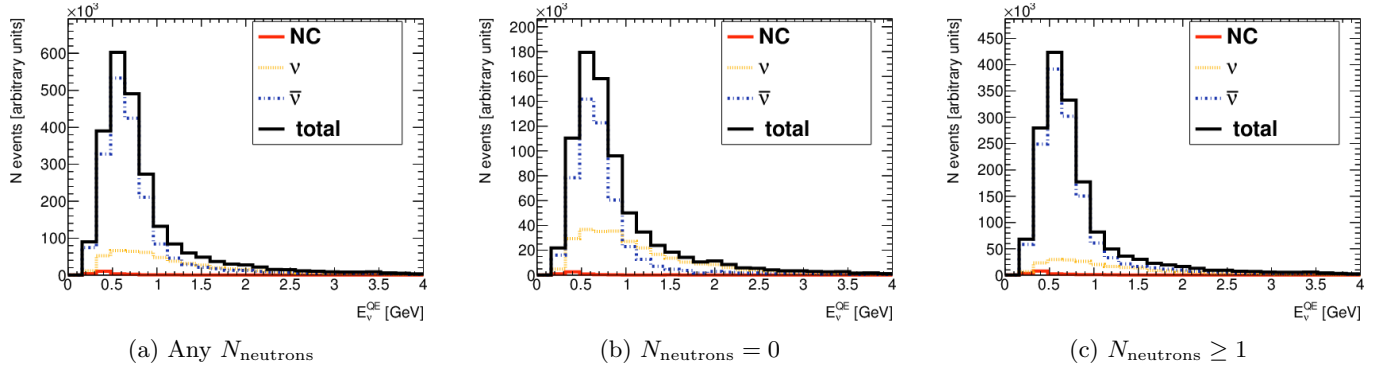 ×10³
N events [arbitrary units]
600
500
400
300
200
100
0
0 0.5 1 1.5 2 2.5 3 3.5 4
E_ν^QE [GeV]
NC
ν
ν̅
total
(a) Any N_neutrons
×10³
N events [arbitrary units]
200
180
160
140
120
100
80
60
40
20
0
0 0.5 1 1.5 2 2.5 3 3.5 4
E_ν^QE [GeV]
NC
ν
ν̅
total
(b) N_neutrons = 0
×10³
N events [arbitrary units]
450
400
350
300
250
200
150
100
50
0
0 0.5 1 1.5 2 2.5 3 3.5 4
E_ν^QE [GeV]
NC
ν
ν̅
total
(c) N_neutrons ≥ 1